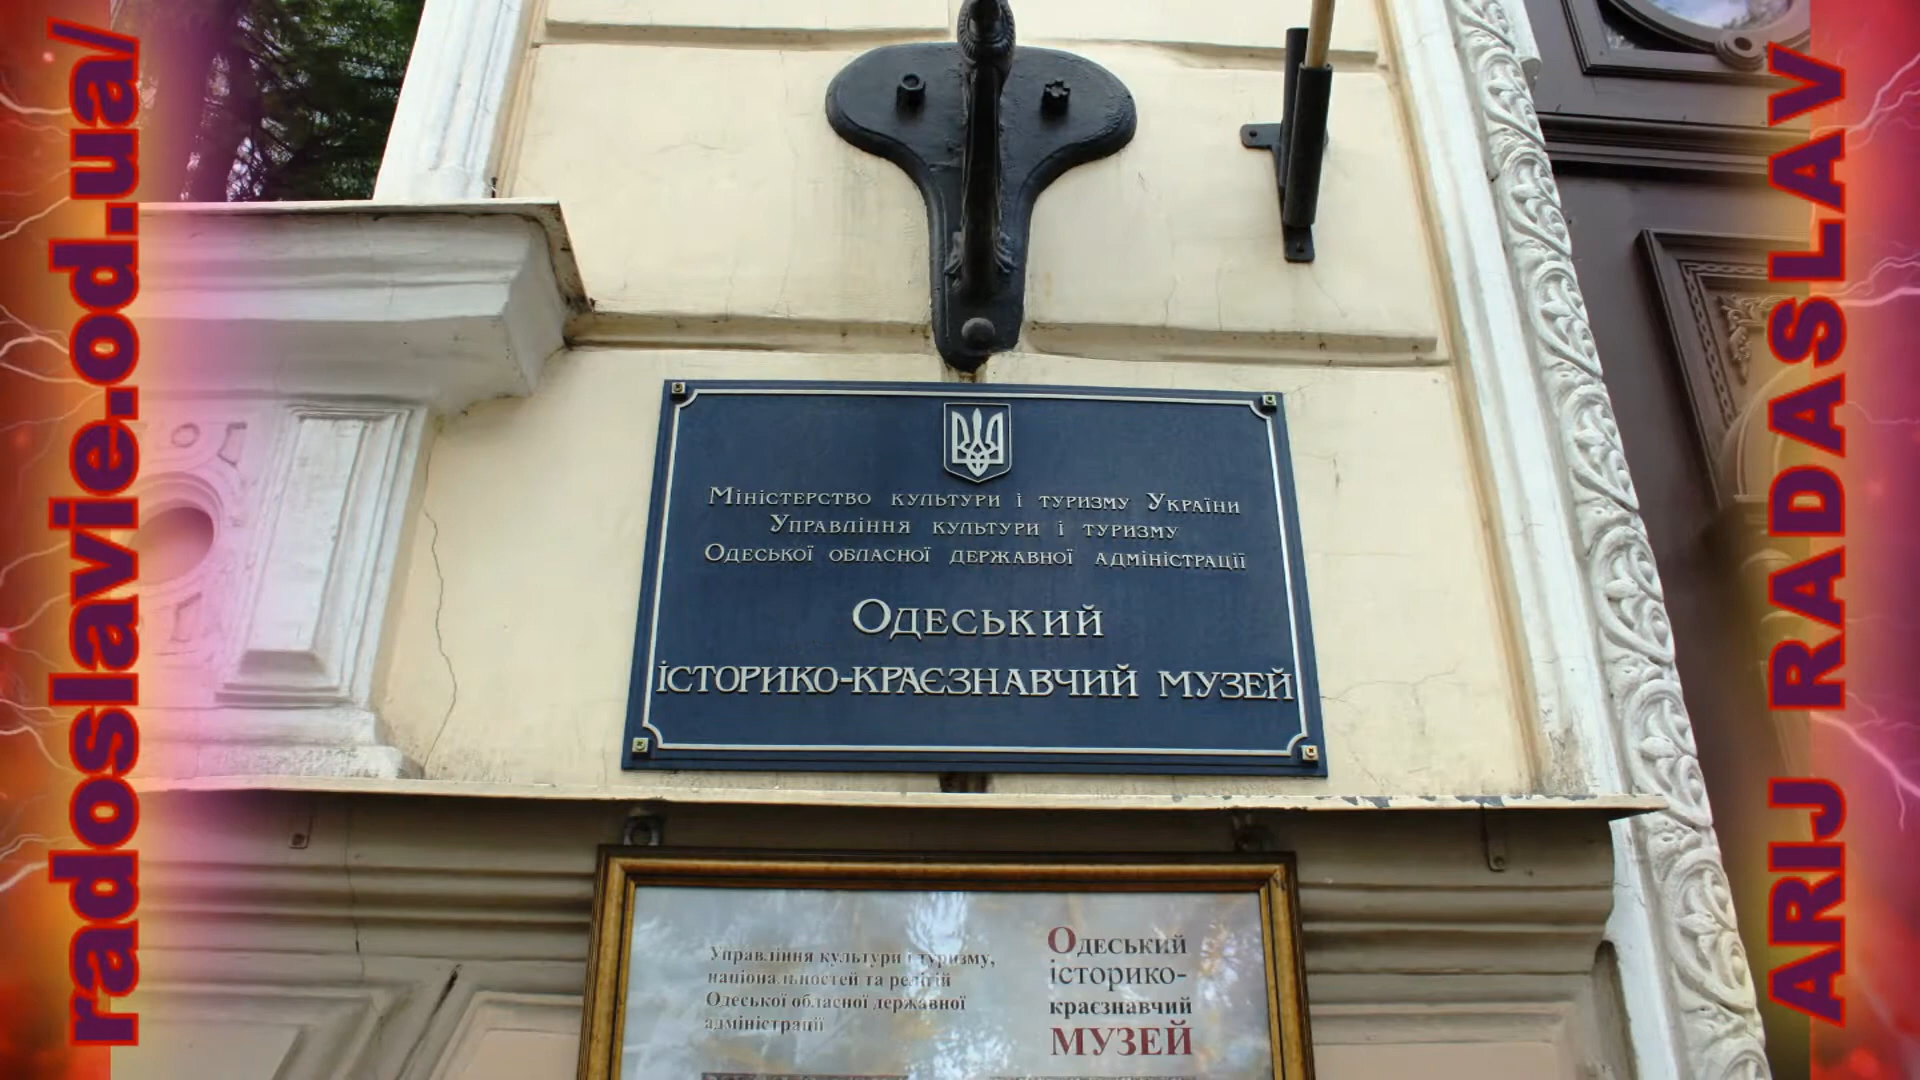 radoslavie.od.ua/
Міністерство культури і туризму України
Управління культури і туризму
Одеської обласної державної адміністрації
Одеський
історико-краєзнавчий музей
Управління культури і туризму,
національностей та релігій
Одеської обласної державної
адміністрації
Одеський
історико-
краєзнавчий
МУЗЕЙ
ARIJ RADASLAV